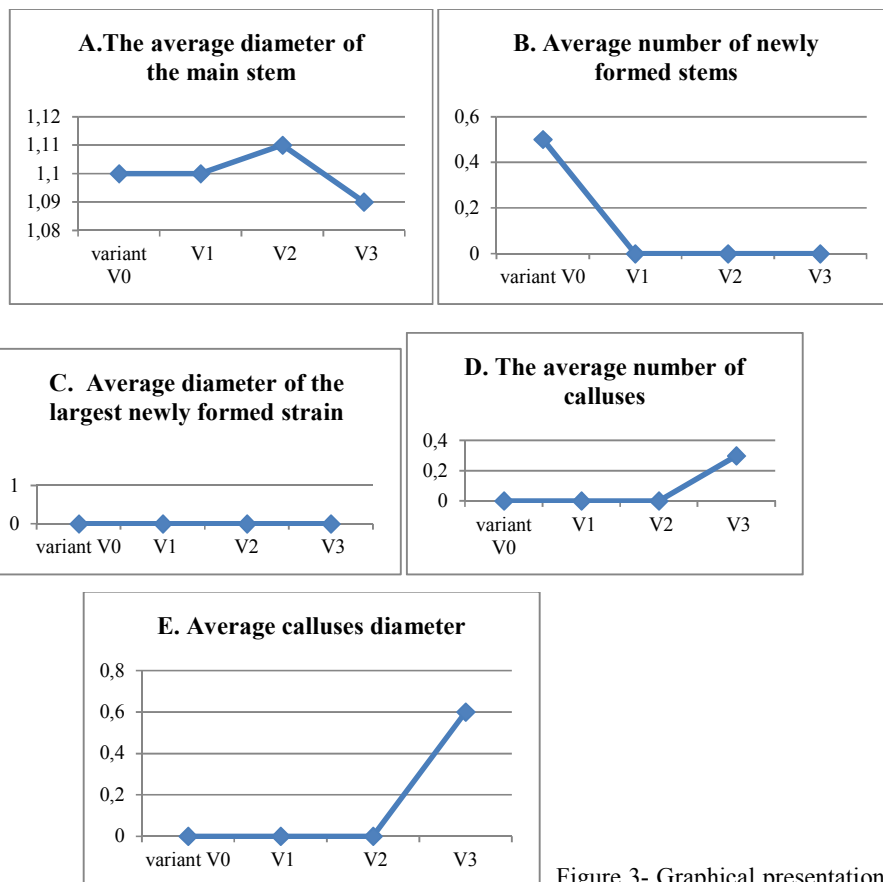 A.The average diameter of
the main stem
1,12
1,11
1,1
1,09
1,08
variant
V0
V1
V2
V3
B. Average number of newly
formed stems
0,6
0,4
0,2
0
variant V0
V1
V2
V3
C. Average diameter of the
largest newly formed strain
1
0
variant V0
V1
V2
V3
D. The average number of
calluses
0,4
0,2
0
variant
V0
V1
V2
V3
E. Average calluses diameter
0,8
0,6
0,4
0,2
0
variant V0
V1
V2
V3
Figure 3- Graphical presentation